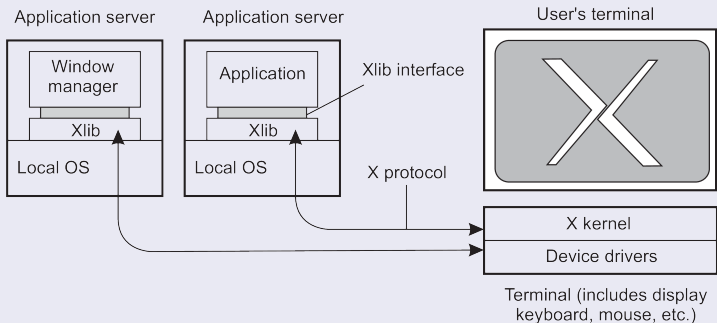 Application server
Application server
User's terminal
Window
manager
Application
Xlib interface
Xlib
Xlib
Local OS
Local OS
X protocol
X kernel
Device drivers
Terminal (includes display
keyboard, mouse, etc.)